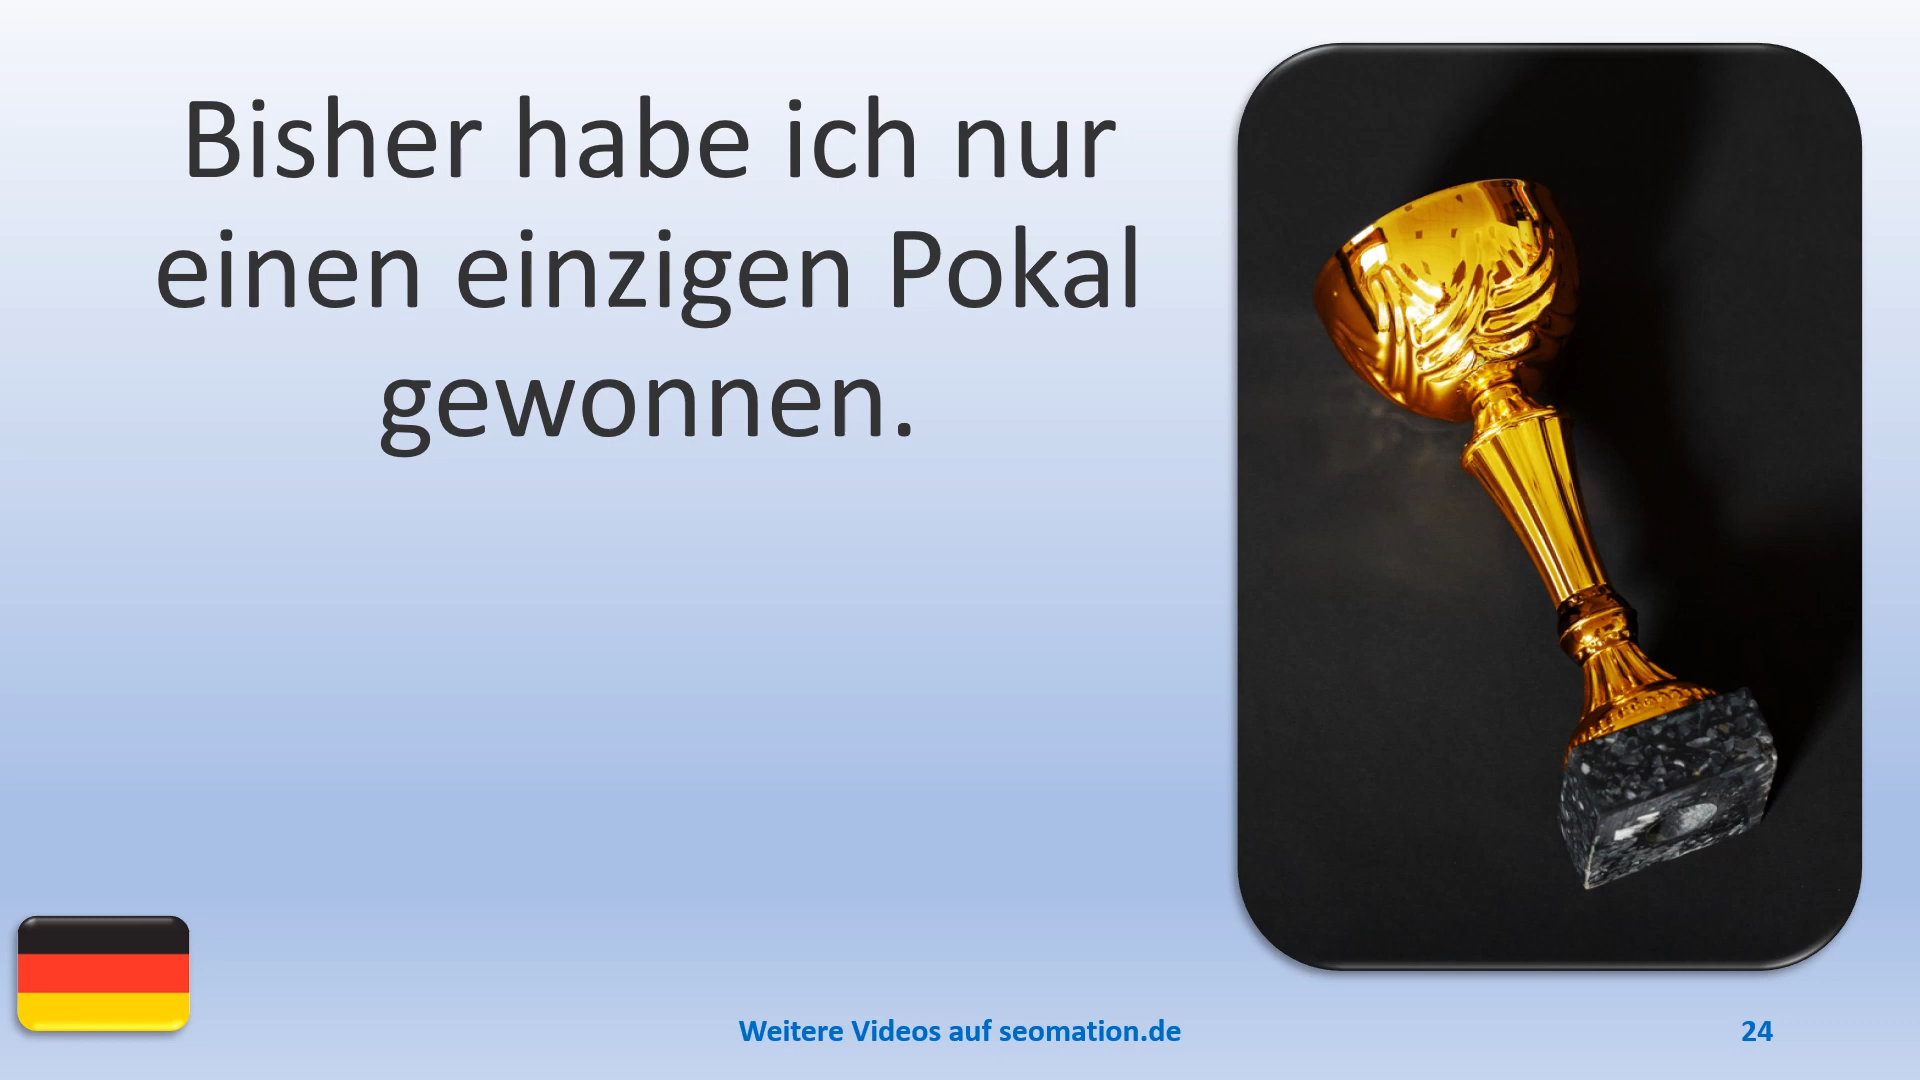 Bisher habe ich nur
einen einzigen Pokal
gewonnen.
Weitere Videos auf seomation.de
24